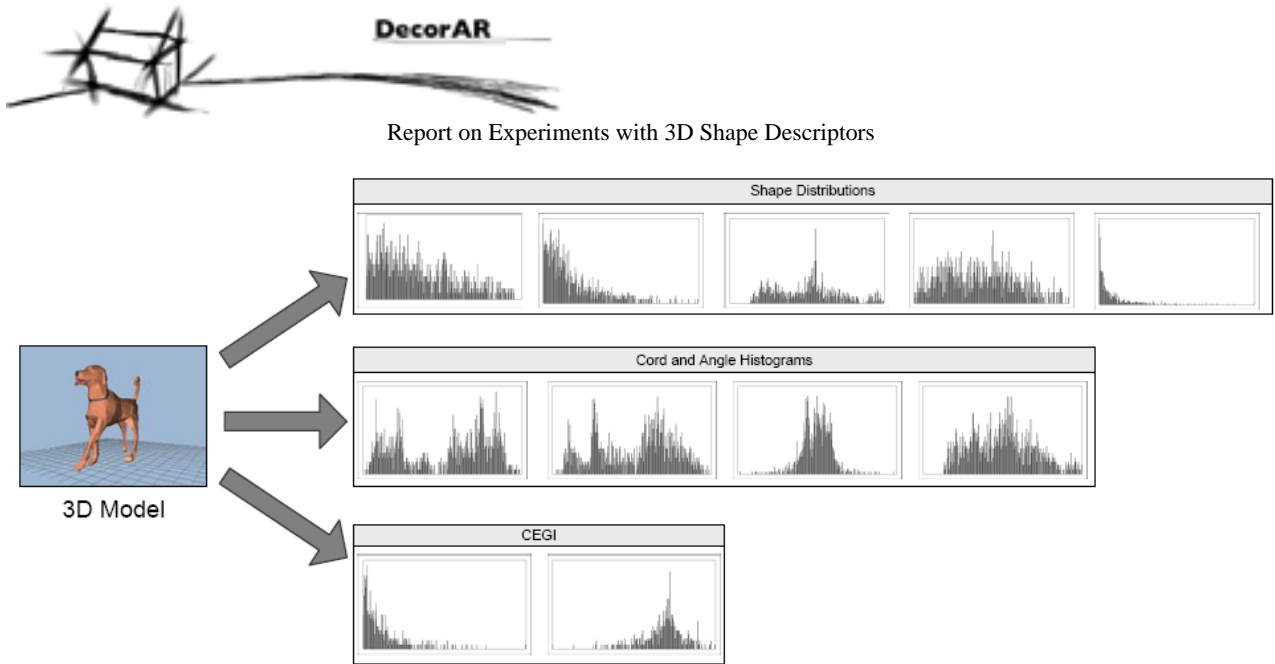 DecorAR
Report on Experiments with 3D Shape Descriptors
Shape Distributions
Cord and Angle Histograms
3D Model
CEGI